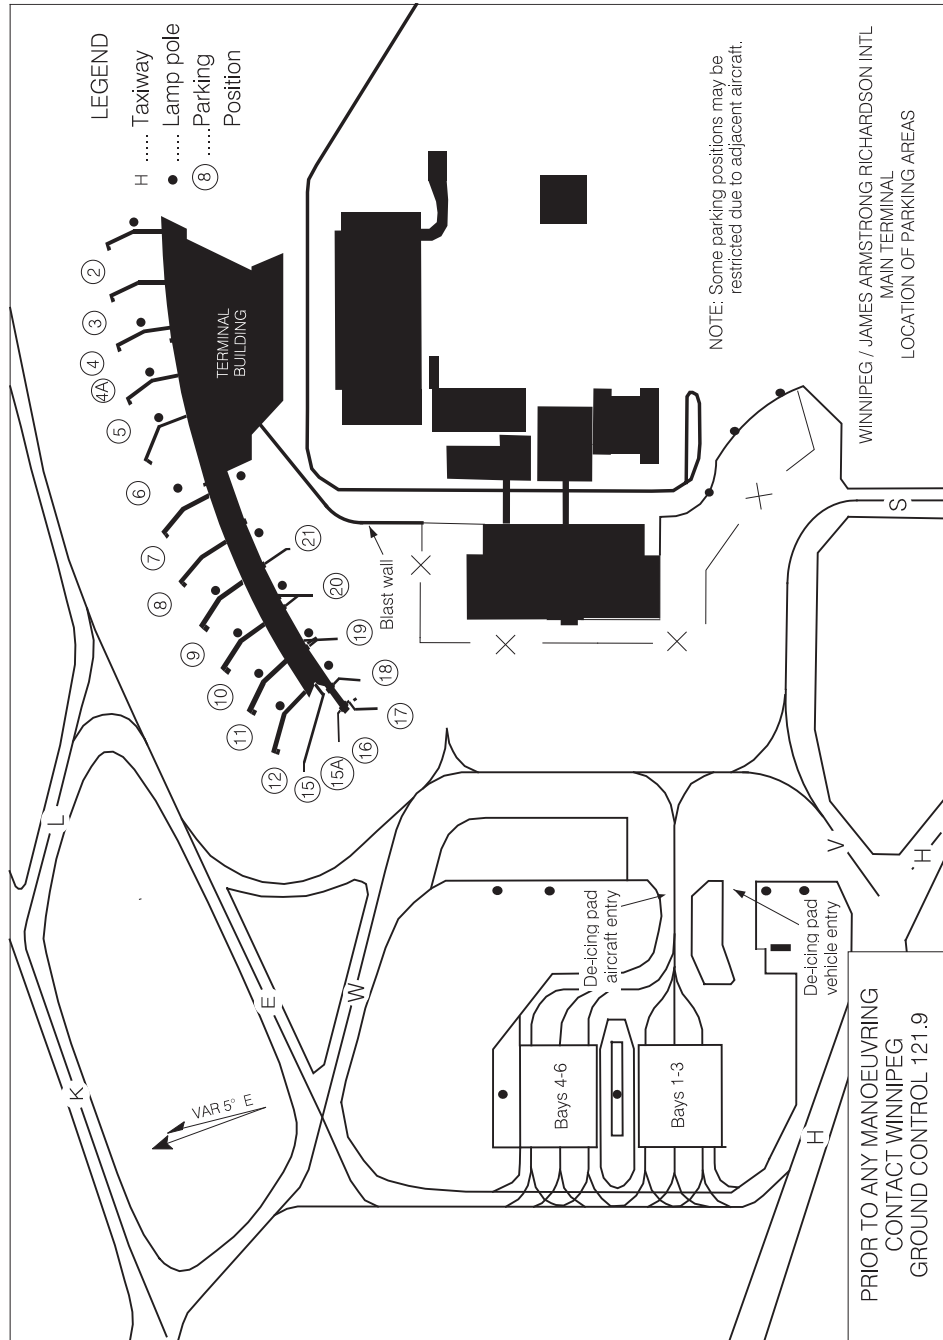 LEGEND
H ...... Taxiway
● ...... Lamp pole
8 ....Parking
Position
2
3
4
4A
5
6
7
8
9
10
11
12
15
15A
16
17
18
19
20
21
TERMINAL
BUILDING
Blast wall
NOTE: Some parking positions may be
restricted due to adjacent aircraft.
WINNIPEG / JAMES ARMSTRONG RICHARDSON INTL
MAIN TERMINAL
LOCATION OF PARKING AREAS
L
K
E
W
S
V
H
H
VAR 5° E
De-icing pad
aircraft entry
De-icing pad
vehicle entry
Bays 4-6
Bays 1-3
PRIOR TO ANY MANOEUVRING
CONTACT WINNIPEG
GROUND CONTROL 121.9